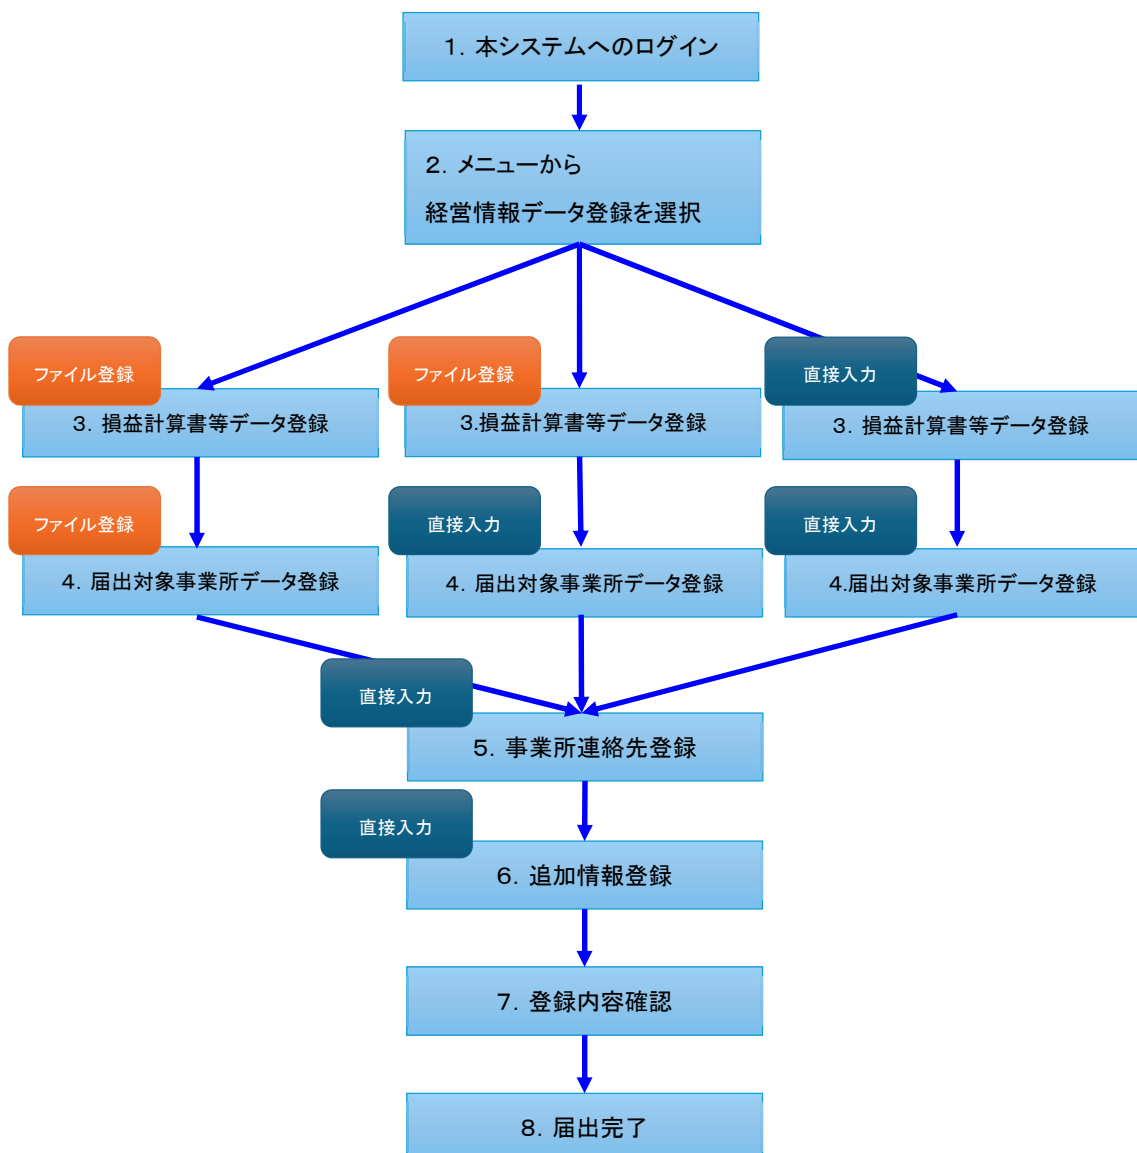 １．本システムへのログイン
２．メニューから
経営情報データ登録を選択
ファイル登録
３．損益計算書等データ登録
ファイル登録
３.損益計算書等データ登録
直接入力
３．損益計算書等データ登録
ファイル登録
４．届出対象事業所データ登録
直接入力
４．届出対象事業所データ登録
直接入力
４.届出対象事業所データ登録
直接入力
５．事業所連絡先登録
直接入力
６．追加情報登録
７．登録内容確認
８．届出完了